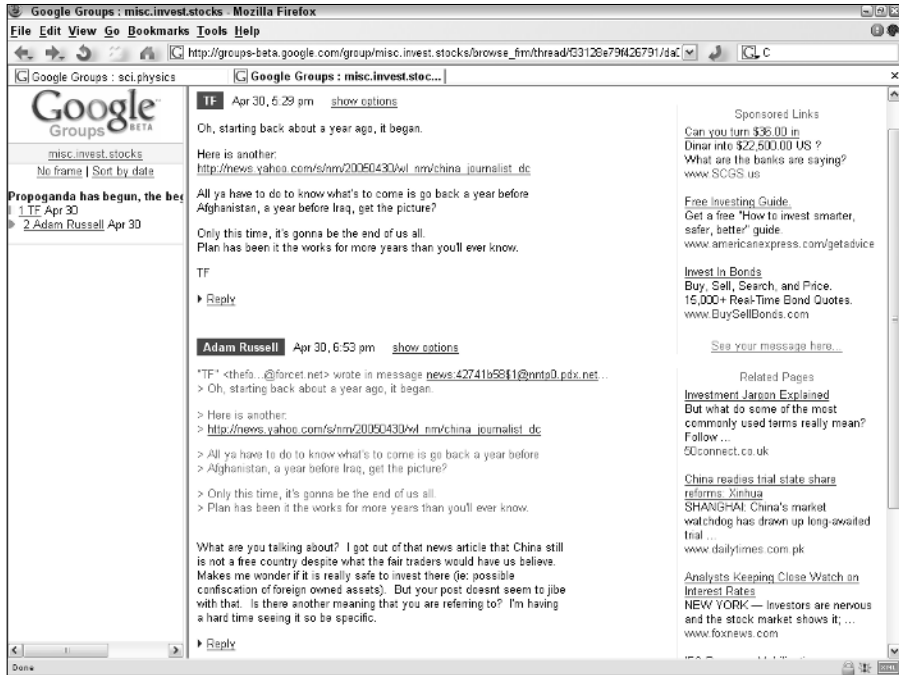 Google Groups : misc.invest.stocks - Mozilla Firefox
File Edit View Go Bookmarks Tools Help
http://groups-beta.google.com/group/misc.invest.stocks/browse_frm/thread/f33128e79f426791/da
G C
Google Groups : sci.physics
Google Groups : misc.invest.stoc...
Google
Groups BETA
misc.invest.stocks
No frame | Sort by date
Propoganda has begun, the beg
1 TF Apr 30
2 Adam Russell Apr 30
TF Apr 30, 5:29 pm show options
Oh, starting back about a year ago, it began.
Here is another:
http://news.yahoo.com/s/nm/20050430/wl_nm/china_journalist_dc
All ya have to do to know what's to come is go back a year before
Afghanistan, a year before Iraq, get the picture?
Only this time, it's gonna be the end of us all.
Plan has been it the works for more years than you'll ever know.
TF
Reply
Adam Russell Apr 30, 6:53 pm show options
"TF" <thefo...@forcet.net> wrote in message news:42741b58$1@nntp0.pdx.net...
> Oh, starting back about a year ago, it began.
> Here is another:
> http://news.yahoo.com/s/nm/20050430/wl_nm/china_journalist_dc
> All ya have to do to know what's to come is go back a year before
> Afghanistan, a year before Iraq, get the picture?
> Only this time, it's gonna be the end of us all.
> Plan has been it the works for more years than you'll ever know.
What are you talking about? I got out of that news article that China still
is not a free country despite what the fair traders would have us believe.
Makes me wonder if it is really safe to invest there (ie: possible
confiscation of foreign owned assets). But your post doesnt seem to jibe
with that. Is there another meaning that you are referring to? I'm having
a hard time seeing it so be specific.
Reply
Sponsored Links
Can you turn $36.00 in
Dinar into $22,500.00 US ?
What are the banks are saying?
www.SCGS.us
Free Investing Guide.
Get a free "How to invest smarter,
safer, better" guide.
www.americanexpress.com/getadvice
Invest In Bonds
Buy, Sell, Search, and Price.
15,000+ Real-Time Bond Quotes.
www.BuySellBonds.com
See your message here...
Related Pages
Investment Jargon Explained
But what do some of the most
commonly used terms really mean?
Follow ...
50connect.co.uk
China readies trial state share
reforms: Xinhua
SHANGHAI: China's market
watchdog has drawn up long-awaited
trial ...
www.dailytimes.com.pk
Analysts Keeping Close Watch on
Interest Rates
NEW YORK — Investors are nervous
and the stock market shows it; ...
www.foxnews.com
Done